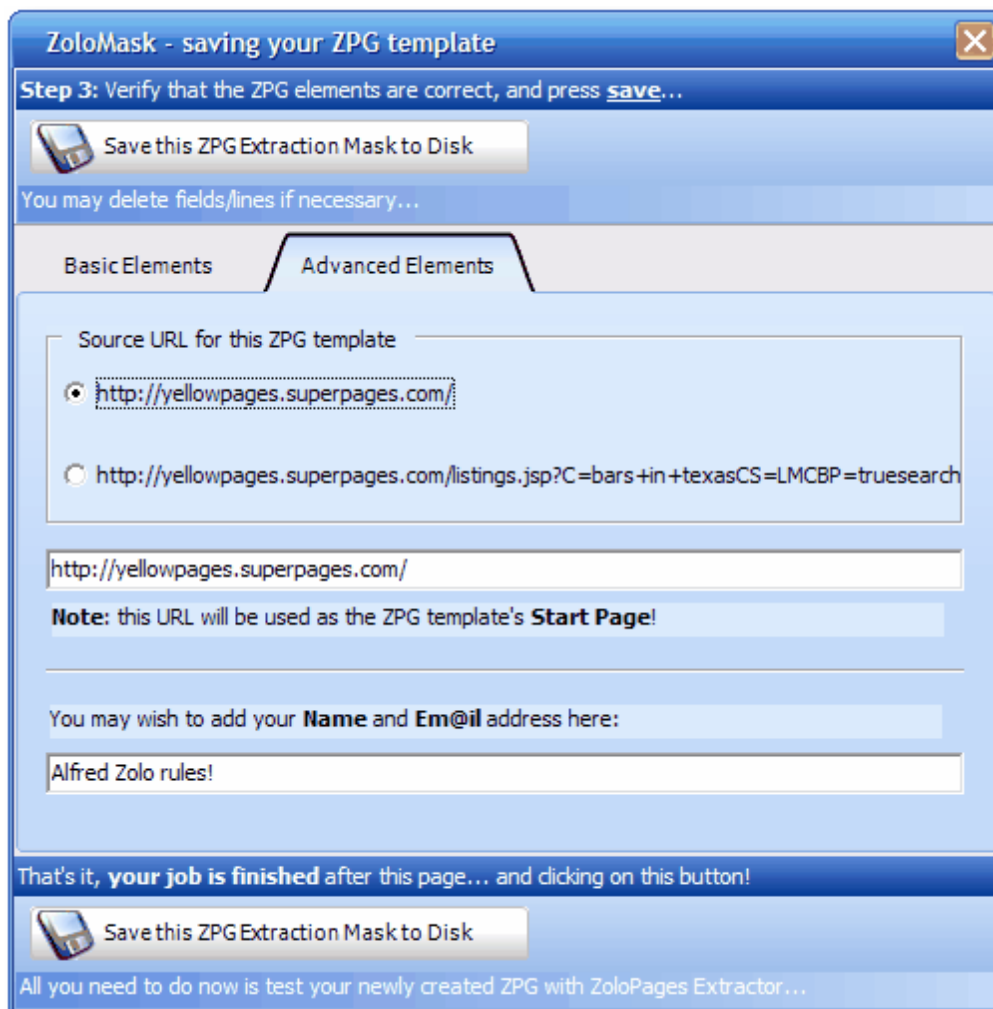 ZoloMask - saving your ZPG template
Step 3: Verify that the ZPG elements are correct, and press save...
Save this ZPG Extraction Mask to Disk
You may delete fields/lines if necessary...
Basic Elements
Advanced Elements
Source URL for this ZPG template
http://yellowpages.superpages.com/
http://yellowpages.superpages.com/listings.jsp?C=bars+in+texasCS=LMCBP=truesearch
http://yellowpages.superpages.com/
Note: this URL will be used as the ZPG template's Start Page!
You may wish to add your Name and Em@il address here:
Alfred Zolo rules!
That's it, your job is finished after this page... and clicking on this button!
Save this ZPG Extraction Mask to Disk
All you need to do now is test your newly created ZPG with ZoloPages Extractor...